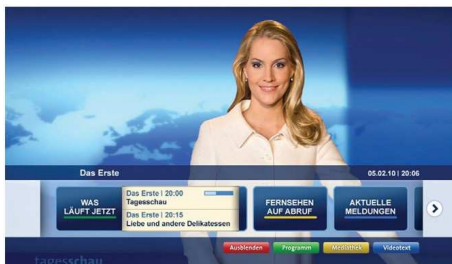 Das Erste
05.02.10 | 20:06
WAS
LÄUFT JETZT
Das Erste | 20:00
Tagesschau
Das Erste | 20:15
Liebe und andere Delikatessen
FERNSEHEN
AUF ABRUF
AKTUELLE
MELDUNGEN
Ausblenden
Programm
Mediathek
Videotext
tagesschau